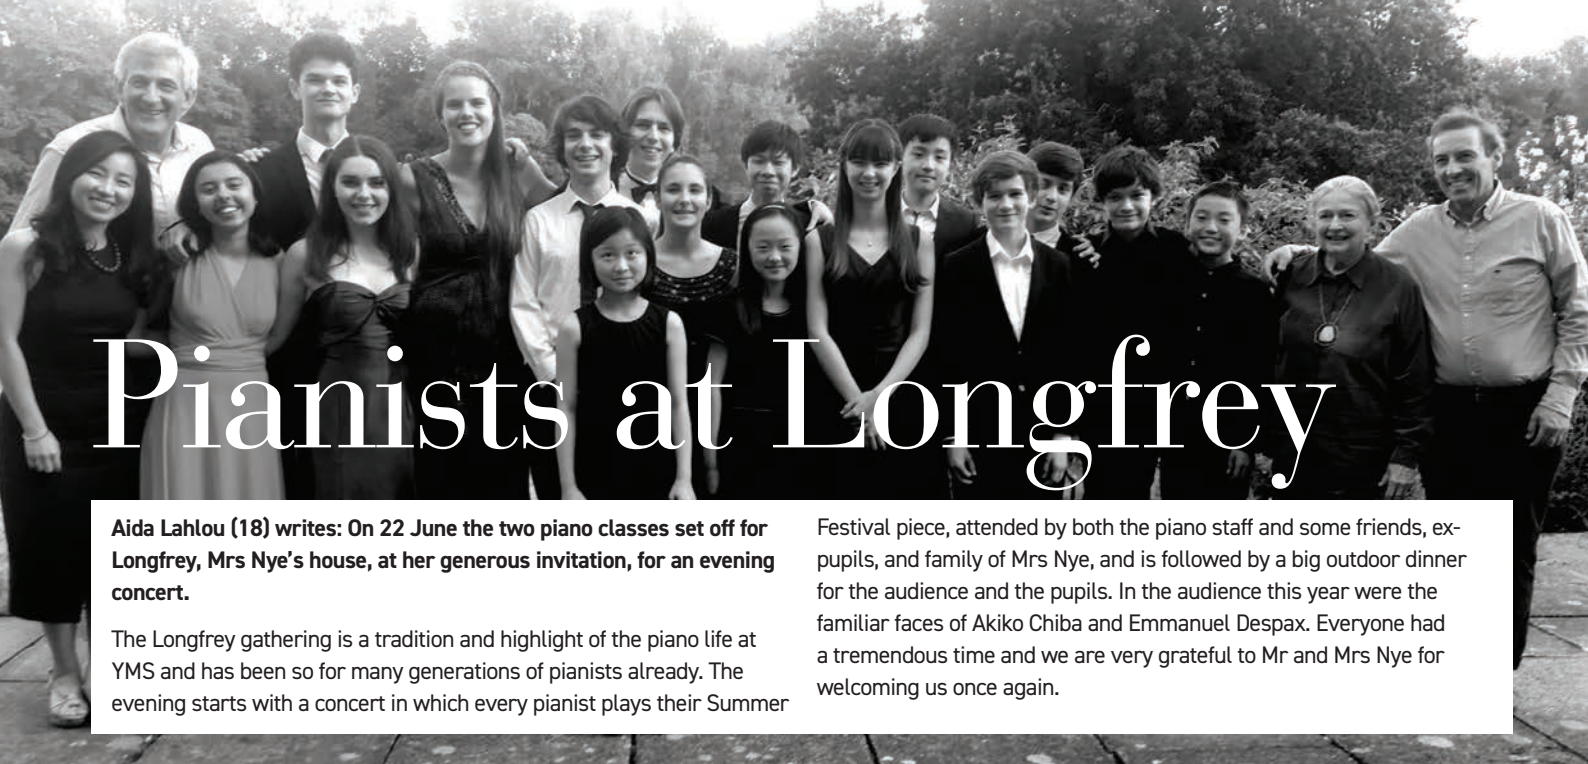 Pianists at Longfrey
Aida Lahlou (18) writes: On 22 June the two piano classes set off for
Longfrey, Mrs Nye's house, at her generous invitation, for an evening
concert.
The Longfrey gathering is a tradition and highlight of the piano life at
YMS and has been so for many generations of pianists already. The
evening starts with a concert in which every pianist plays their Summer
Festival piece, attended by both the piano staff and some friends, ex-
pupils, and family of Mrs Nye, and is followed by a big outdoor dinner
for the audience and the pupils. In the audience this year were the
familiar faces of Akiko Chiba and Emmanuel Despax. Everyone had
a tremendous time and we are very grateful to Mr and Mrs Nye for
welcoming us once again.